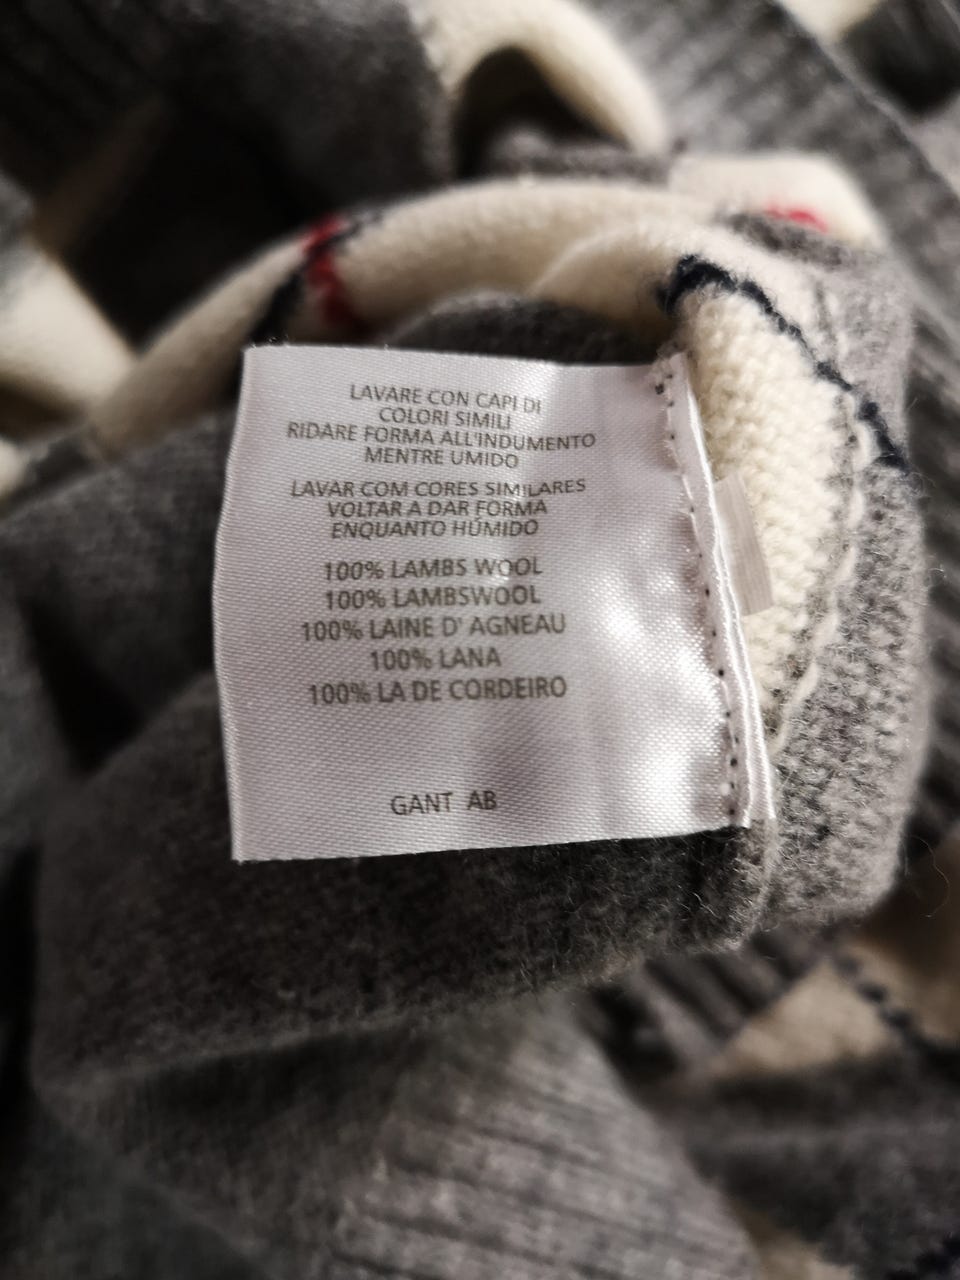 LAVARE CON CAPI DI
COLORI SIMILI
RIDARE FORMA ALL'INDUMENTO
MENTRE UMIDO
LAVAR COM CORES SIMILARES
VOLTAR A DAR FORMA
ENQUANTO HÚMIDO
100% LAMBS WOOL
100% LAMBSWOOL
100% LAINE D' AGNEAU
100% LANA
100% LA DE CORDEIRO
GANT AB